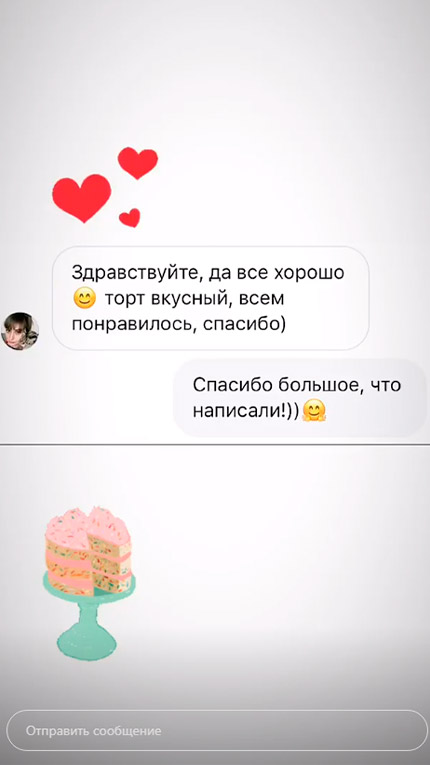 Здравствуйте, да все хорошо
😊 торт вкусный, всем
понравилось, спасибо)
Спасибо большое, что
написали!))🤗
Отправить сообщение